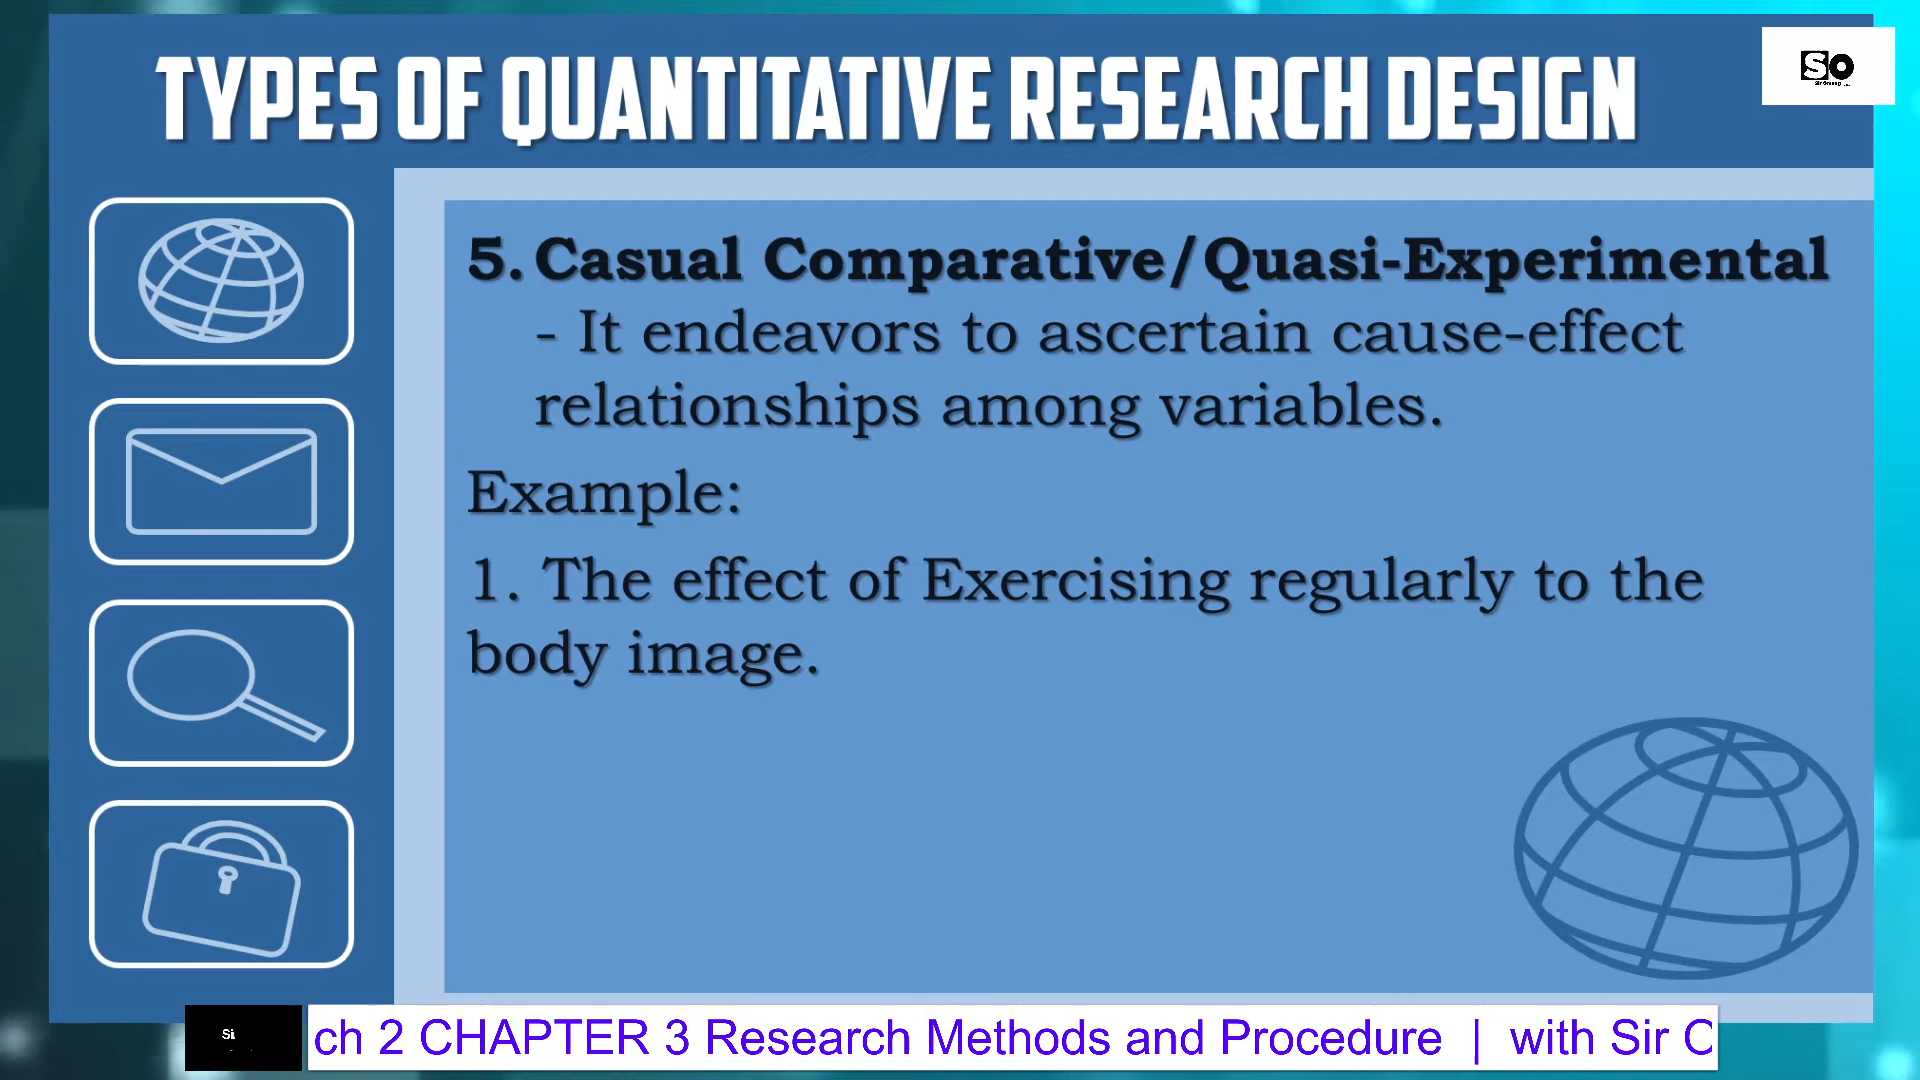 TYPES OF QUANTITATIVE RESEARCH DESIGN
SO
5. Casual Comparative/Quasi-Experimental
- It endeavors to ascertain cause-effect
relationships among variables.
Example:
1. The effect of Exercising regularly to the
body image.
Si
ch 2 CHAPTER 3 Research Methods and Procedure | with Sir O